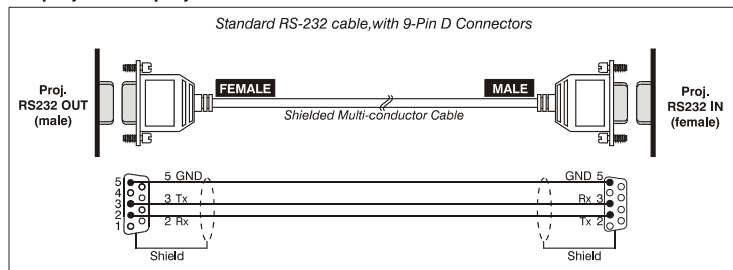 Standard RS-232 cable,with 9-Pin D Connectors
Proj.
RS232 OUT
(male)
FEMALE
MALE
Shielded Multi-conductor Cable
Proj.
RS232 IN
(female)
5 GND
GND 5
3 Tx
Rx 3
2 Rx
Tx 2
5
4
3
2
1
Shield
Shield